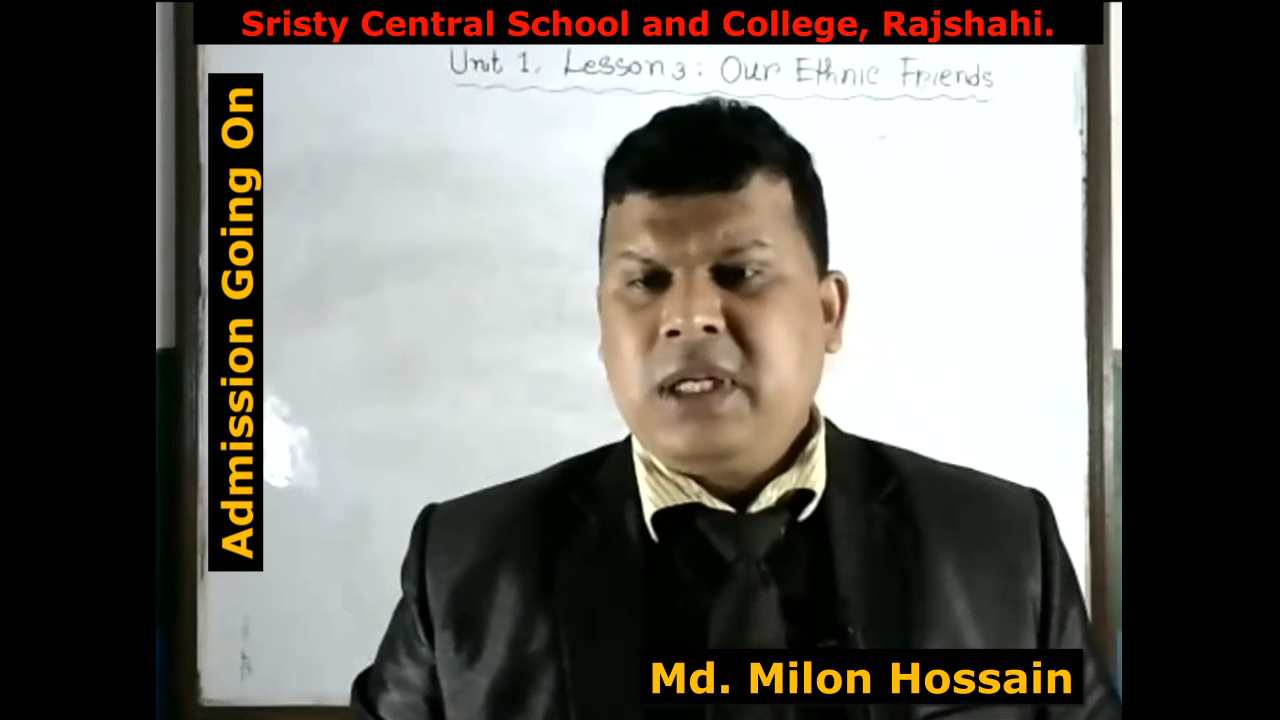 Sristy Central School and College, Rajshahi.
Unit 1, Lesson 3: Our Ethnic Friends
Admission Going On
Md. Milon Hossain